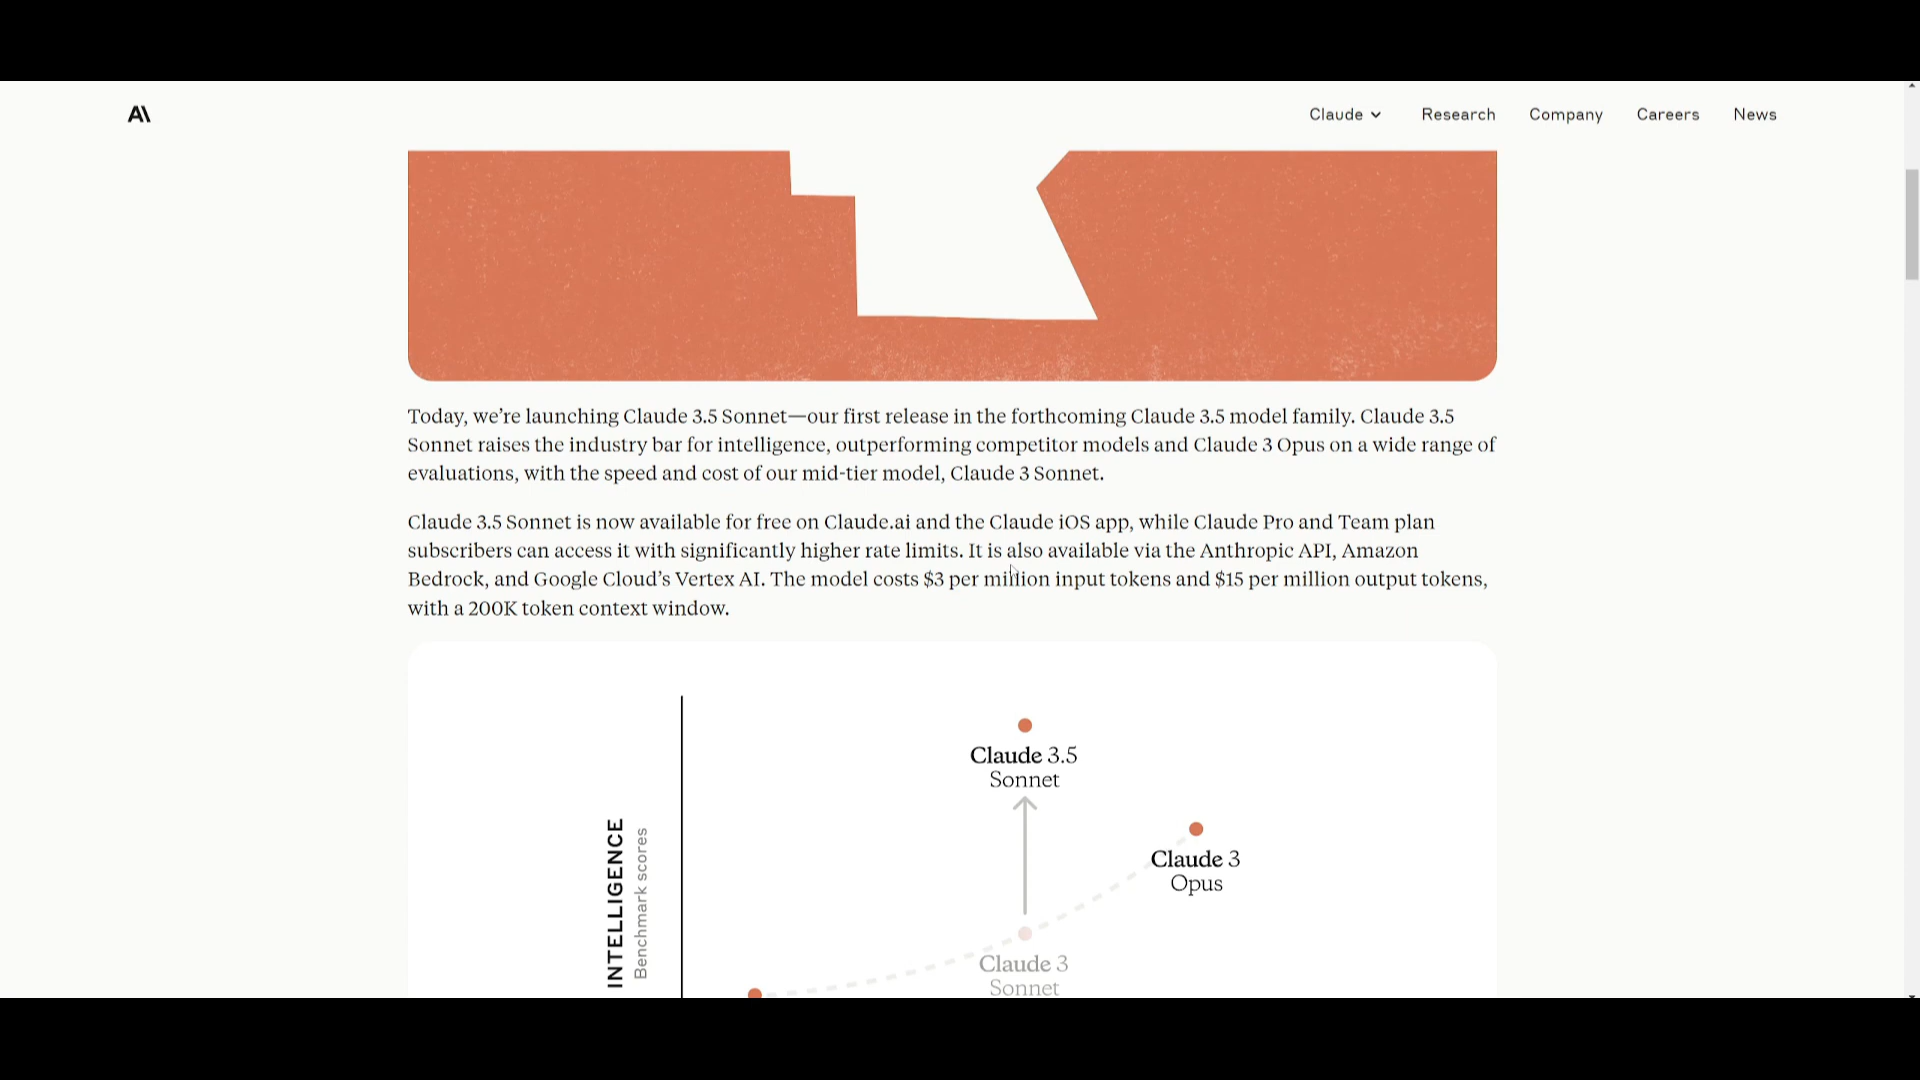 Claude
Research
Company
Careers
News
Today, we're launching Claude 3.5 Sonnet—our first release in the forthcoming Claude 3.5 model family. Claude 3.5
Sonnet raises the industry bar for intelligence, outperforming competitor models and Claude 3 Opus on a wide range of
evaluations, with the speed and cost of our mid-tier model, Claude 3 Sonnet.
Claude 3.5 Sonnet is now available for free on Claude.ai and the Claude iOS app, while Claude Pro and Team plan
subscribers can access it with significantly higher rate limits. It is also available via the Anthropic API, Amazon
Bedrock, and Google Cloud's Vertex AI. The model costs $3 per million input tokens and $15 per million output tokens,
with a 200K token context window.
INTELLIGENCE
Benchmark scores
Claude 3.5
Sonnet
Claude 3
Opus
Claude 3
Sonnet